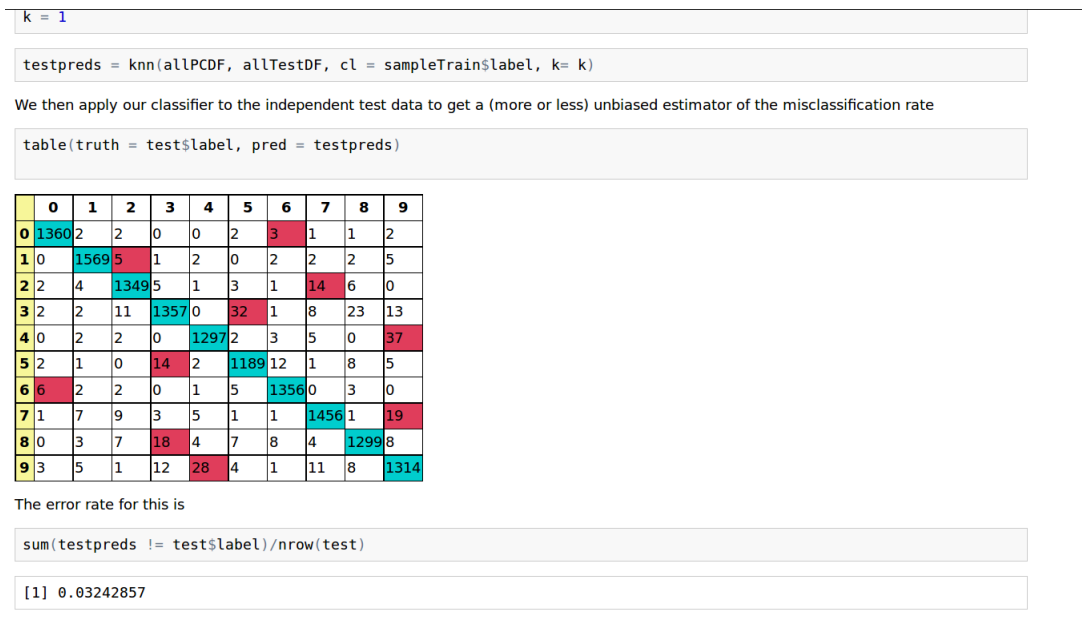 k = 1
testpreds = knn(allPCDF, allTestDF, cl = sampleTrain$label, k= k)
We then apply our classifier to the independent test data to get a (more or less) unbiased estimator of the misclassification rate
table(truth = test$label, pred = testpreds)
0 1 2 3 4 5 6 7 8 9
0 1360 2 2 0 0 2 3 1 1 2
1 0 1569 5 1 2 0 2 2 2 5
2 2 4 1349 5 1 3 1 14 6 0
3 2 2 11 1357 0 32 1 8 23 13
4 0 2 2 0 1297 2 3 5 0 37
5 2 1 0 14 2 1189 12 1 8 5
6 6 2 2 0 1 5 1356 0 3 0
7 1 7 9 3 5 1 1 1456 1 19
8 0 3 7 18 4 7 8 4 1299 8
9 3 5 1 12 28 4 1 11 8 1314
The error rate for this is
sum(testpreds != test$label)/nrow(test)
[1] 0.03242857